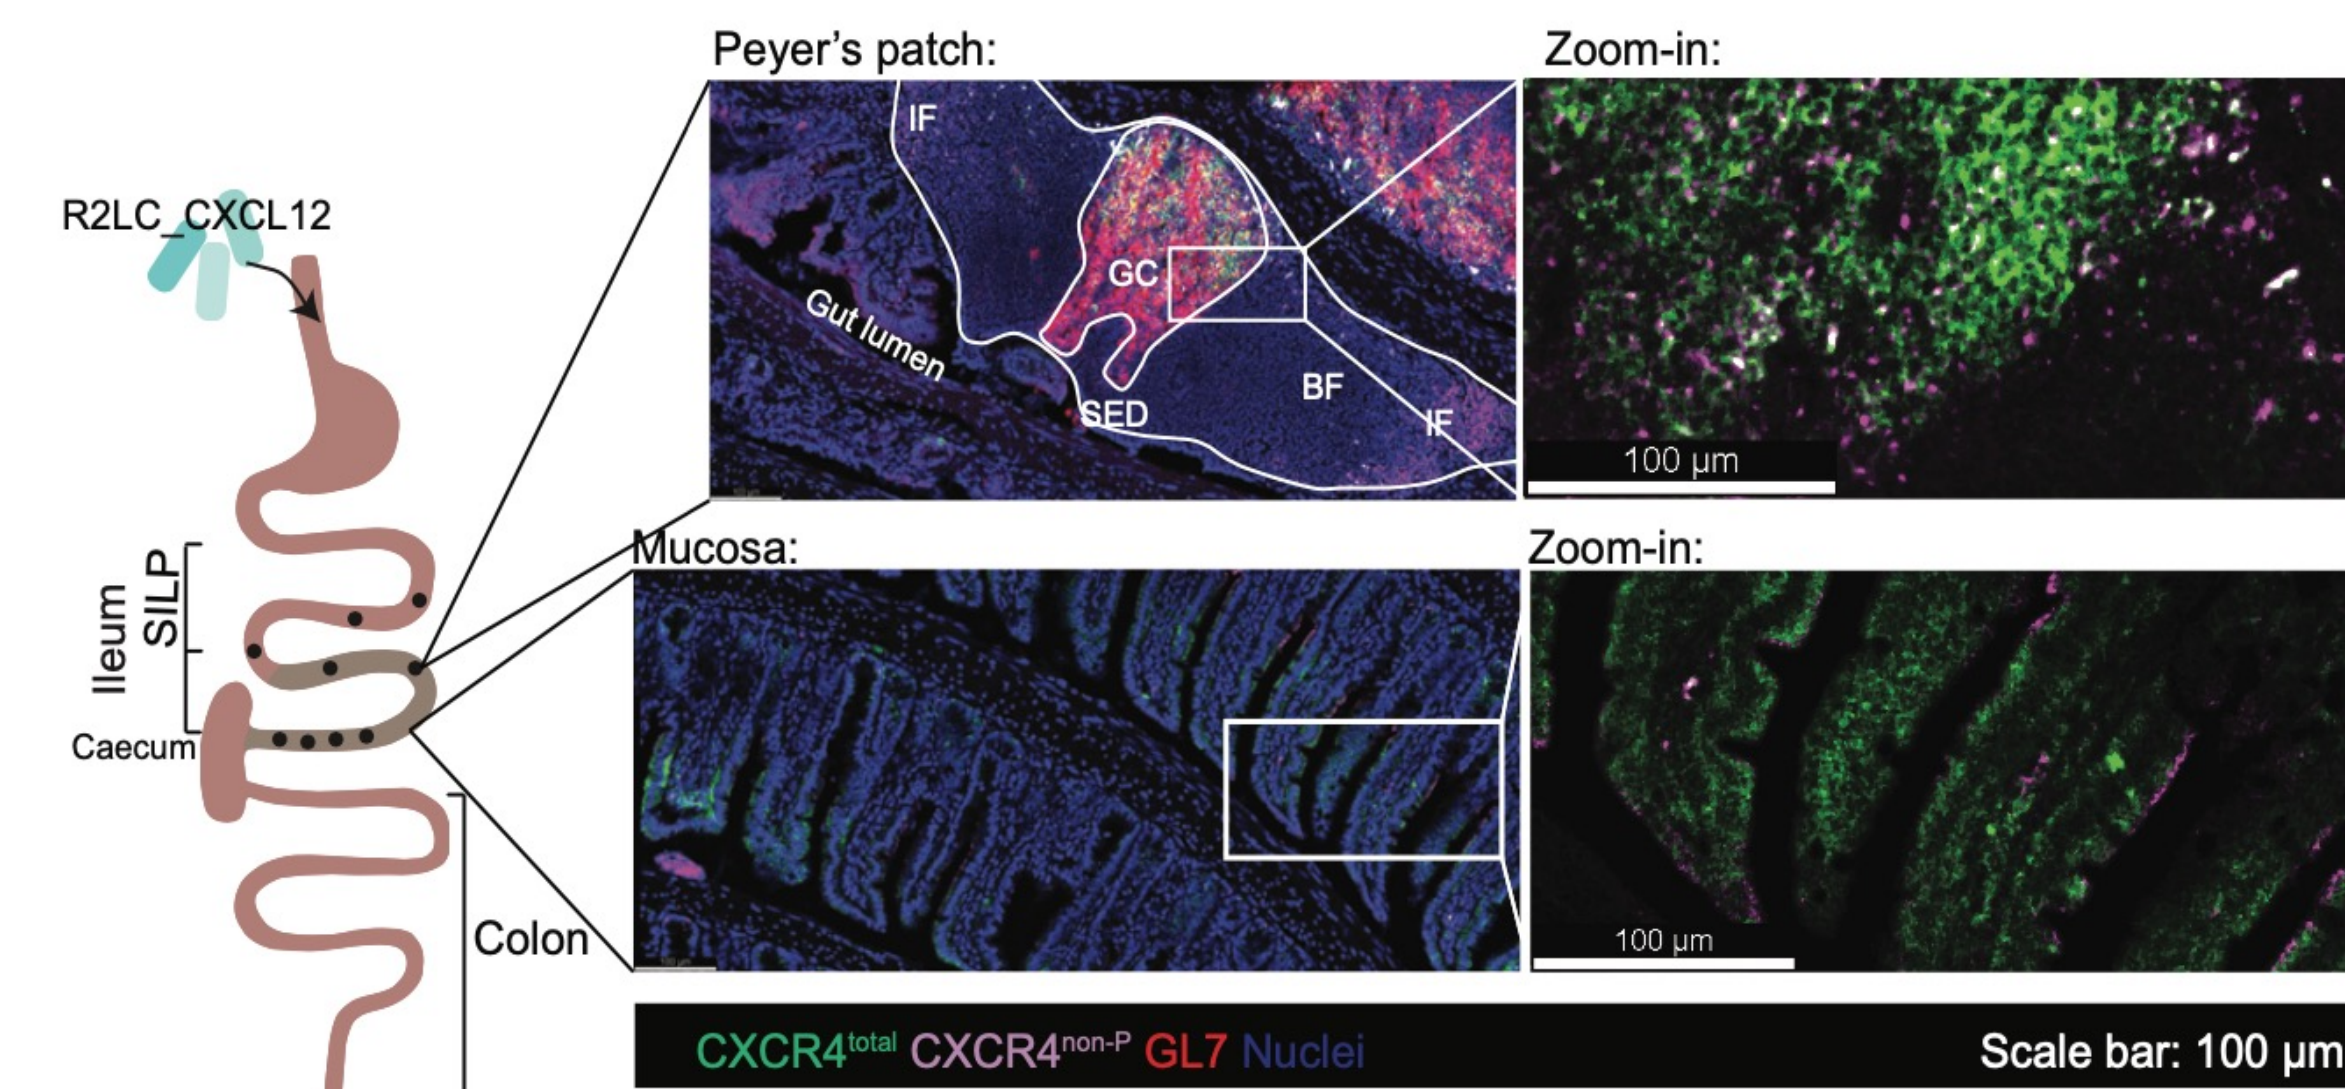 Peyer's patch:
Zoom-in:
IF
R2LC_CXCL12
GC
Gut lumen
BF
SED
IF
100 µm
Mucosa:
Zoom-in:
Ileum
SILP
Caecum
Colon
100 µm
CXCR4total CXCR4non-P GL7 Nuclei
Scale bar: 100 µm